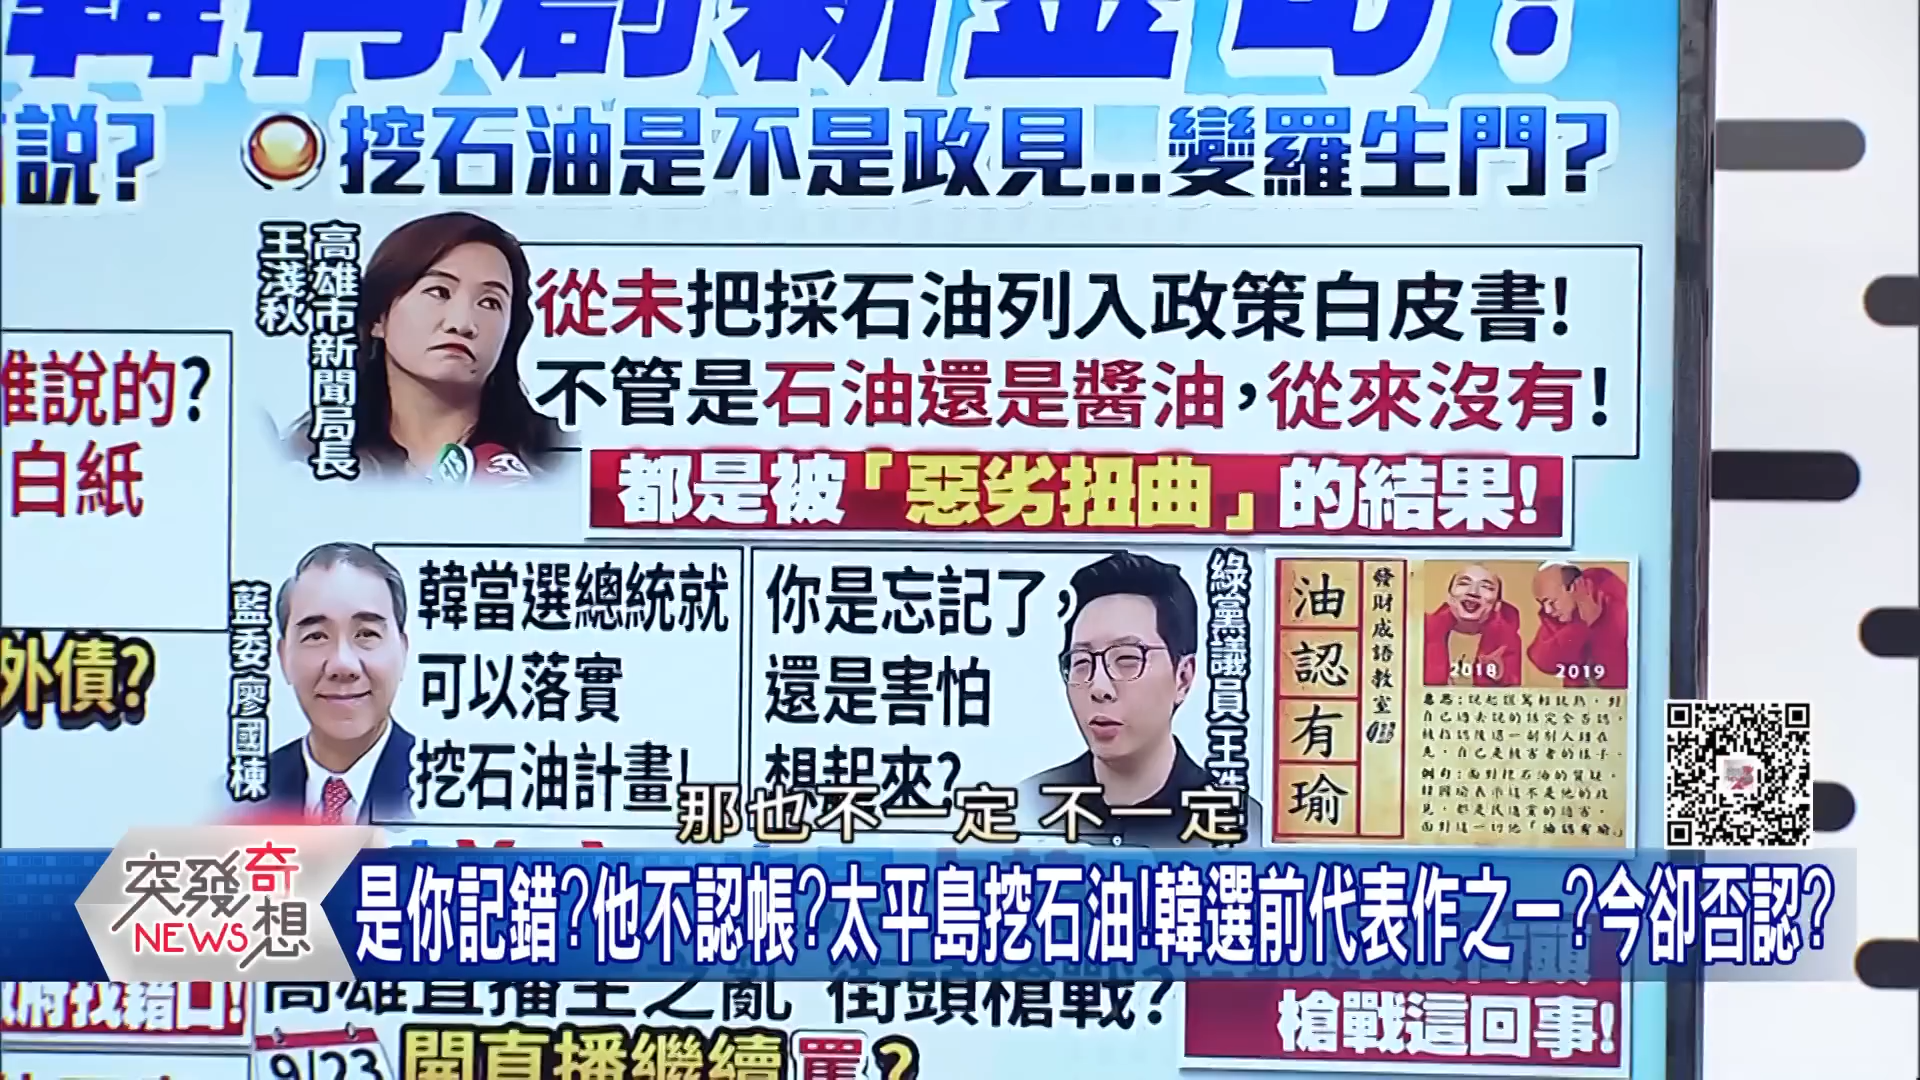 挖石油是不是政見...變羅生門?
說?
高雄市新聞局長
王淺秋
從未把採石油列入政策白皮書!
不管是石油還是醬油,從來沒有!
都是被「惡劣扭曲」的結果!
誰說的?
白紙
外債?
藍委廖國棟
韓當選總統就
可以落實
挖石油計畫!
你是忘記了,
還是害怕
想起來?
綠黨議員王浩
油認有瑜
發財成語教室
2018
2019
那也不一定 不一定
突發奇想
NEWS
是你記錯?他不認帳?太平島挖石油!韓選前代表作之一?今卻否認?
高雄直播主之亂 街頭槍戰?
槍戰這回事!
9/23
開直播繼續罵?